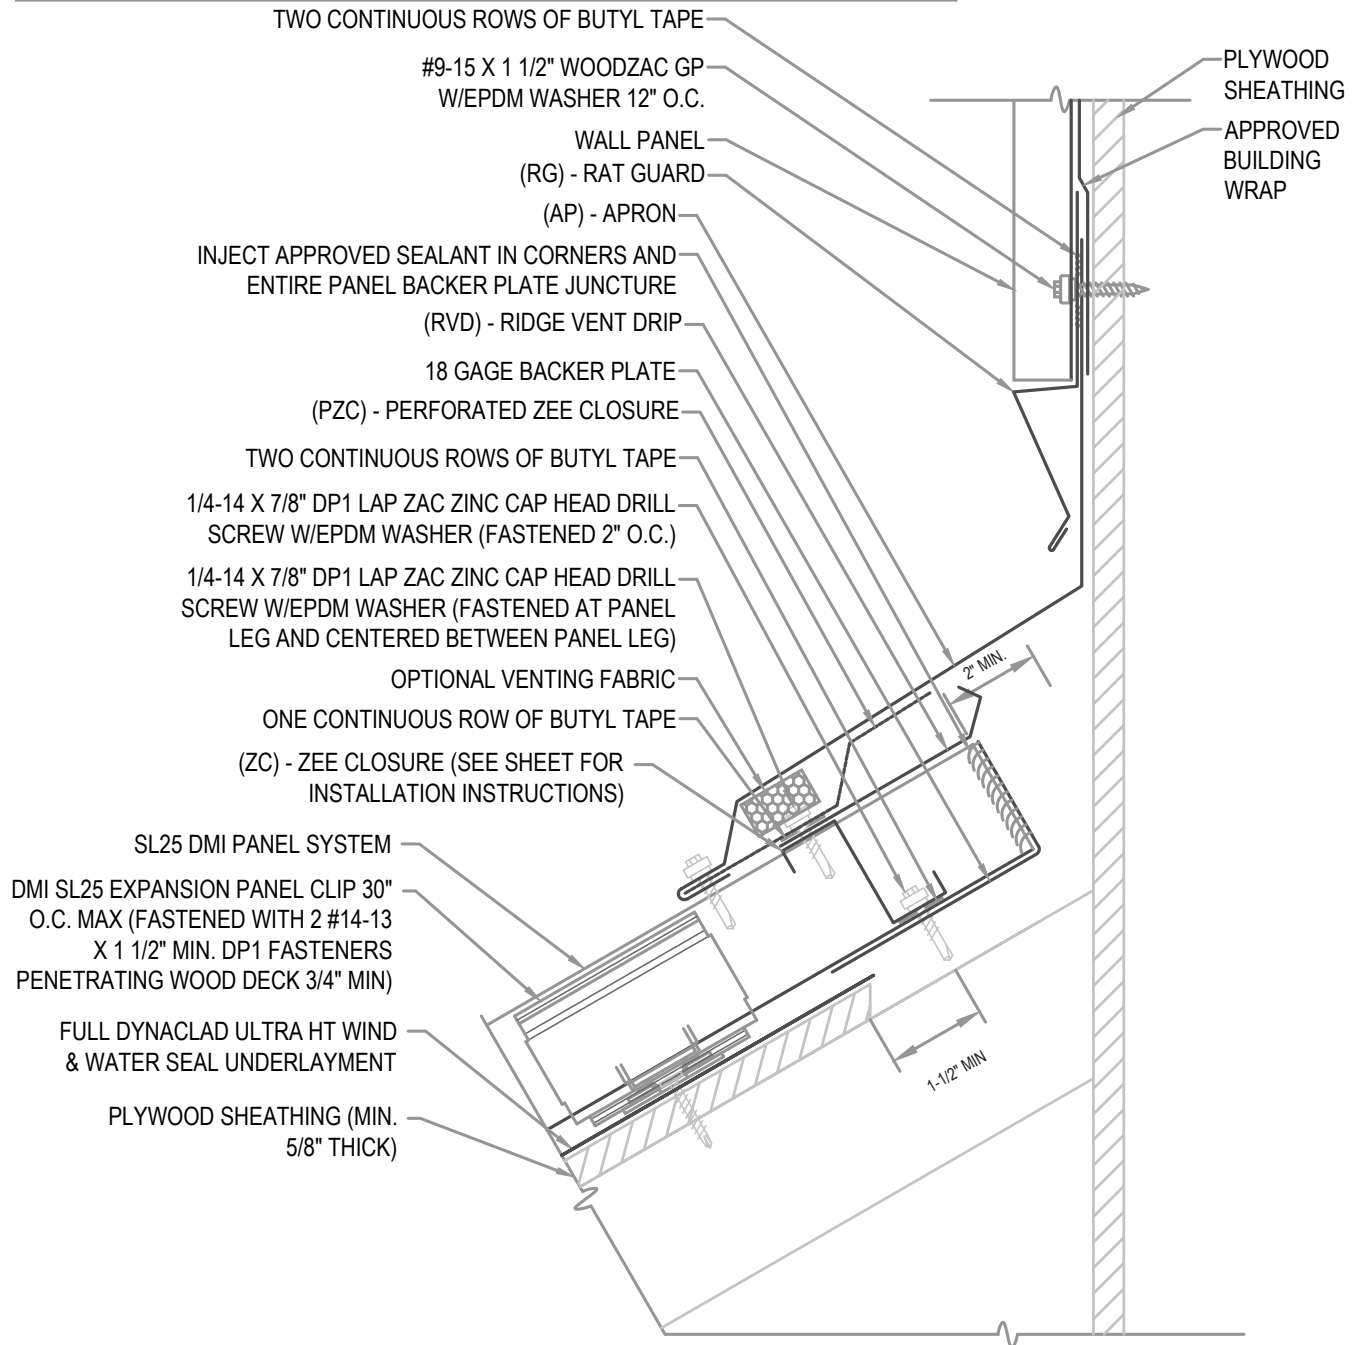 TWO CONTINUOUS ROWS OF BUTYL TAPE
#9-15 X 1 1/2" WOODZAC GP
W/EPDM WASHER 12" O.C.
WALL PANEL
(RG) - RAT GUARD
(AP) - APRON
INJECT APPROVED SEALANT IN CORNERS AND
ENTIRE PANEL BACKER PLATE JUNCTURE
(RVD) - RIDGE VENT DRIP
18 GAGE BACKER PLATE
(PZC) - PERFORATED ZEE CLOSURE
TWO CONTINUOUS ROWS OF BUTYL TAPE
1/4-14 X 7/8" DP1 LAP ZAC ZINC CAP HEAD DRILL
SCREW W/EPDM WASHER (FASTENED 2" O.C.)
1/4-14 X 7/8" DP1 LAP ZAC ZINC CAP HEAD DRILL
SCREW W/EPDM WASHER (FASTENED AT PANEL
LEG AND CENTERED BETWEEN PANEL LEG)
OPTIONAL VENTING FABRIC
ONE CONTINUOUS ROW OF BUTYL TAPE
(ZC) - ZEE CLOSURE (SEE SHEET FOR
INSTALLATION INSTRUCTIONS)
SL25 DMI PANEL SYSTEM
DMI SL25 EXPANSION PANEL CLIP 30"
O.C. MAX (FASTENED WITH 2 #14-13
X 1 1/2" MIN. DP1 FASTENERS
PENETRATING WOOD DECK 3/4" MIN)
FULL DYNACLAD ULTRA HT WIND
& WATER SEAL UNDERLAYMENT
PLYWOOD SHEATHING (MIN.
5/8" THICK)
PLYWOOD
SHEATHING
APPROVED
BUILDING
WRAP
2" MIN.
1-1/2" MIN